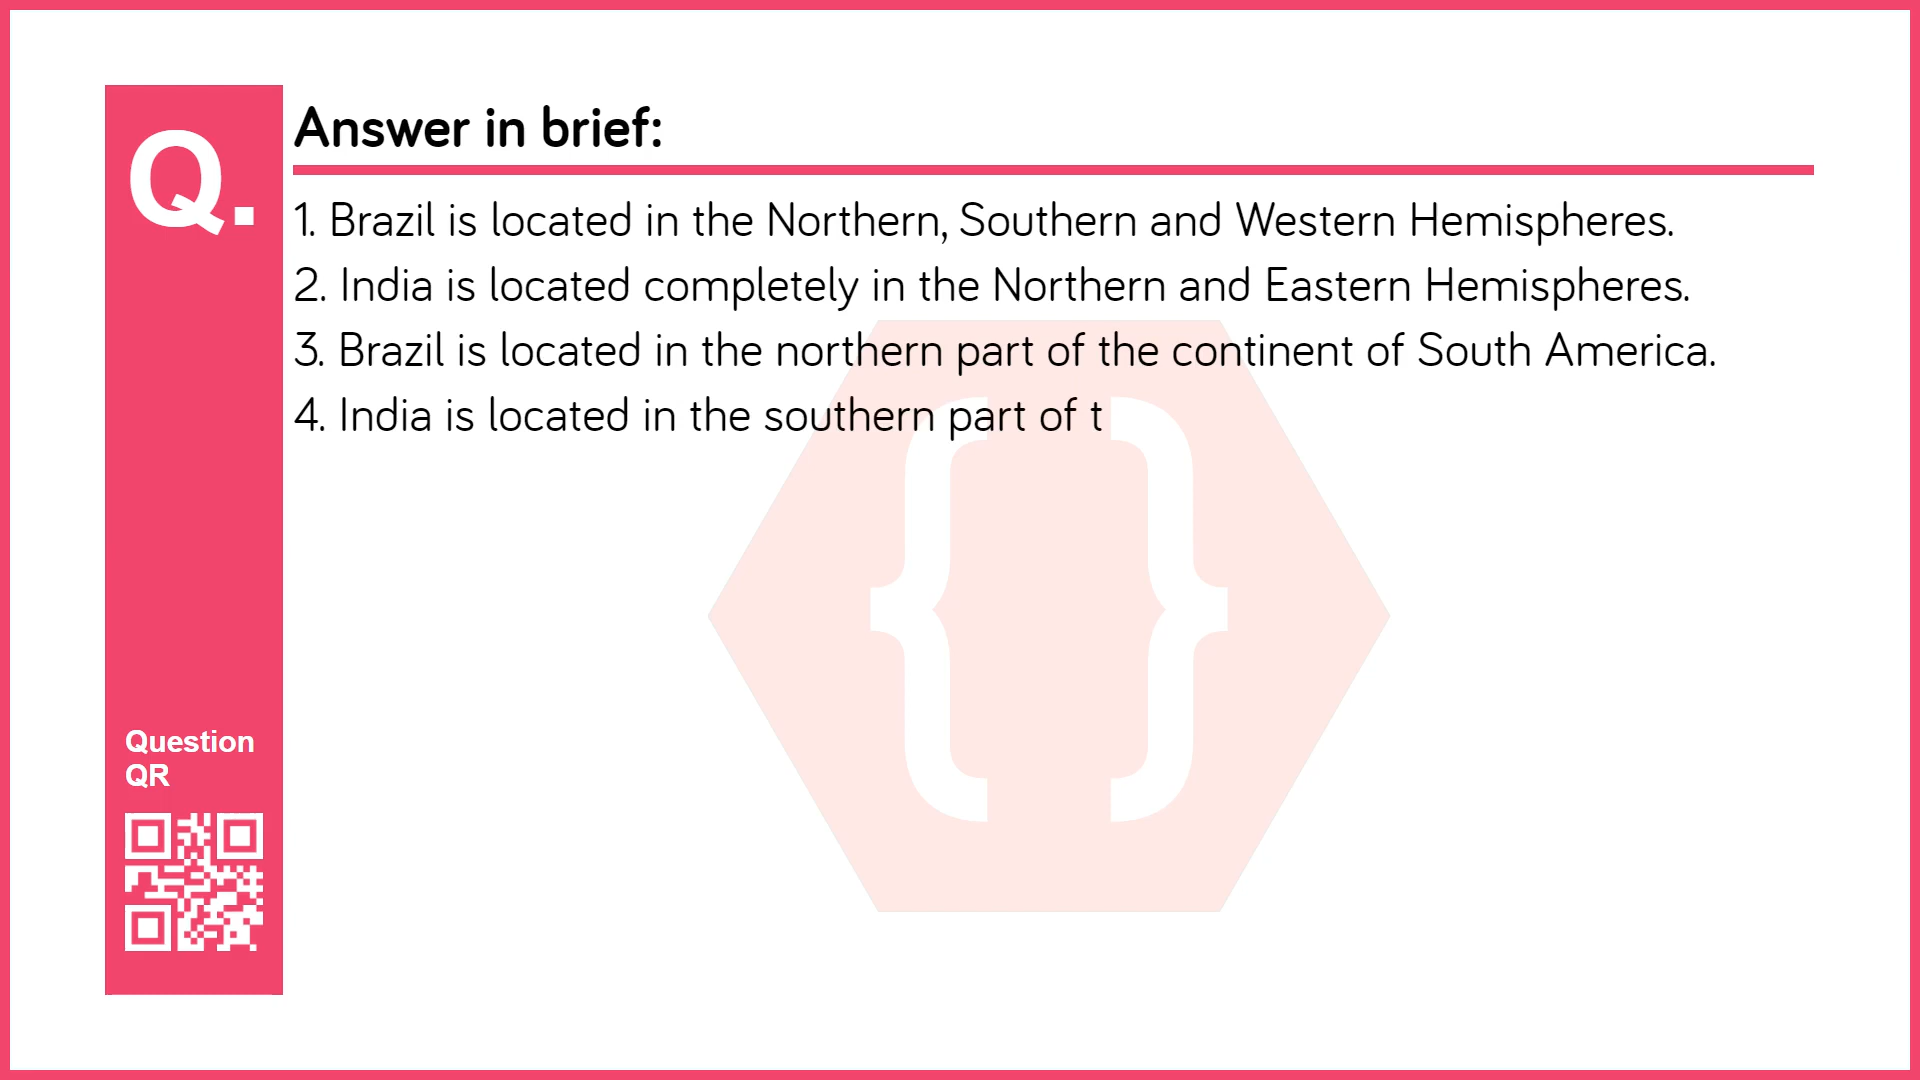 Q.
Answer in brief:
1. Brazil is located in the Northern, Southern and Western Hemispheres.
2. India is located completely in the Northern and Eastern Hemispheres.
3. Brazil is located in the northern part of the continent of South America.
4. India is located in the southern part of t
Question
QR